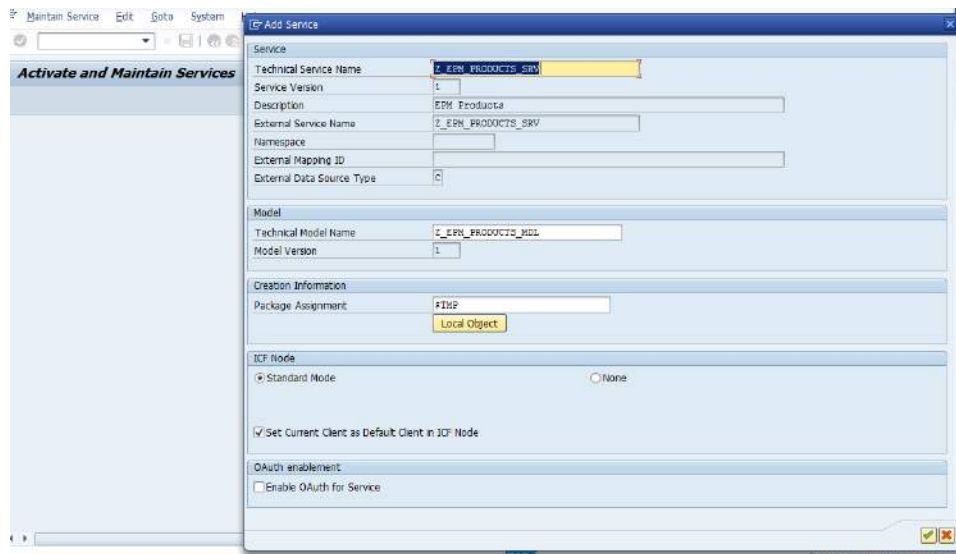 Maintain Service Edit Goto System
Activate and Maintain Services
Add Service
Service
Technical Service Name Z_EPM_PRODUCTS_SRV
Service Version 1
Description EPM Products
External Service Name Z_EPM_PRODUCTS_SRV
Namespace
External Mapping ID
External Data Source Type C
Model
Technical Model Name Z_EPM_PRODUCTS_MDL
Model Version 1
Creation Information
Package Assignment $TMP
Local Object
ICF Node
Standard Mode None
Set Current Client as Default Client in ICF Node
OAuth enablement
Enable OAuth for Service